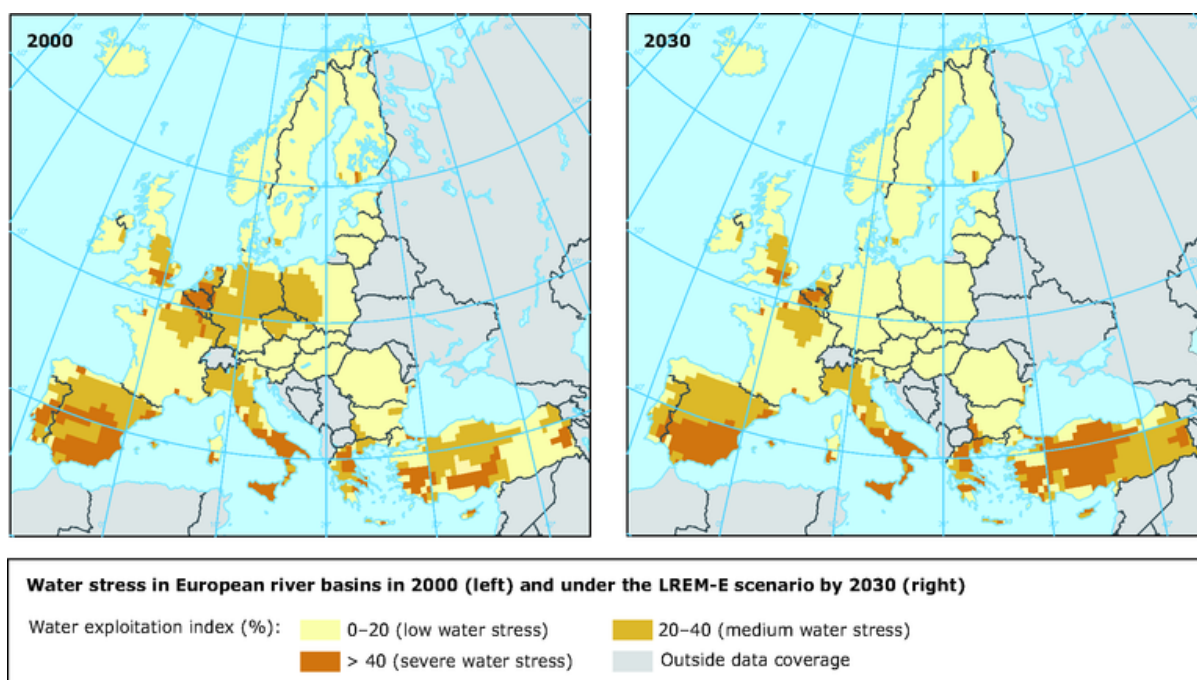 2000
2030
Water stress in European river basins in 2000 (left) and under the LREM-E scenario by 2030 (right)
Water exploitation index (%):
0–20 (low water stress)
20–40 (medium water stress)
> 40 (severe water stress)
Outside data coverage